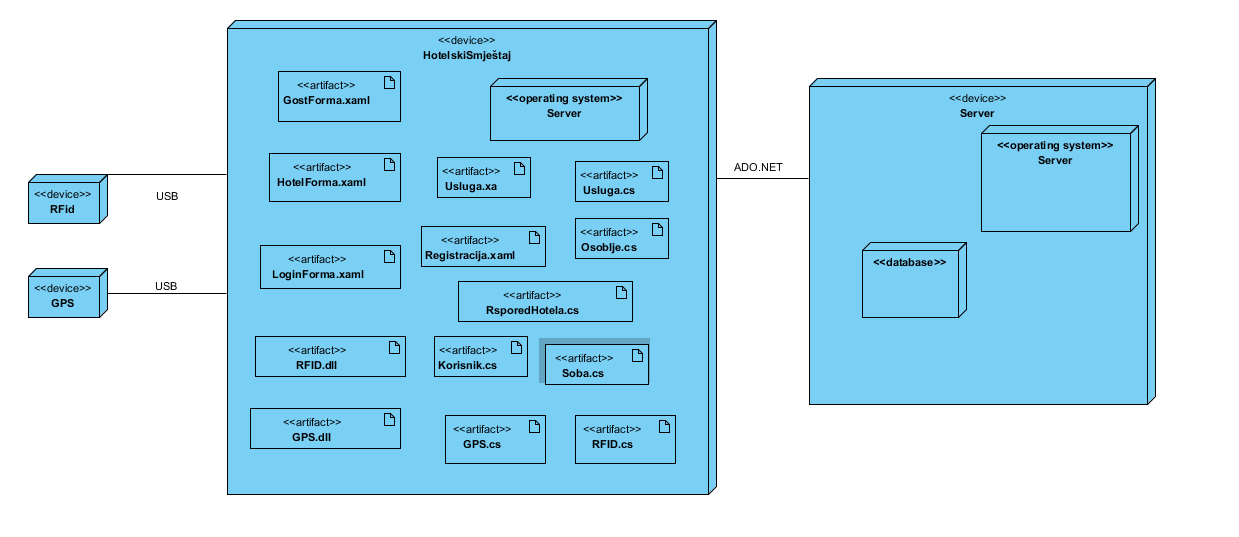 <<device>>
HotelskiSmještaj
<<artifact>>
GostForma.xaml
<<operating system>>
Server
<<artifact>>
HotelForma.xaml
<<artifact>>
Usluga.xa
<<artifact>>
Usluga.cs
<<artifact>>
Registracija.xaml
<<artifact>>
Osoblje.cs
<<artifact>>
LoginForma.xaml
<<artifact>>
RsporedHotela.cs
<<artifact>>
RFID.dll
<<artifact>>
Korisnik.cs
<<artifact>>
Soba.cs
<<artifact>>
GPS.dll
<<artifact>>
GPS.cs
<<artifact>>
RFID.cs
<<device>>
RFid
USB
<<device>>
GPS
USB
ADO.NET
<<device>>
Server
<<operating system>>
Server
<<database>>